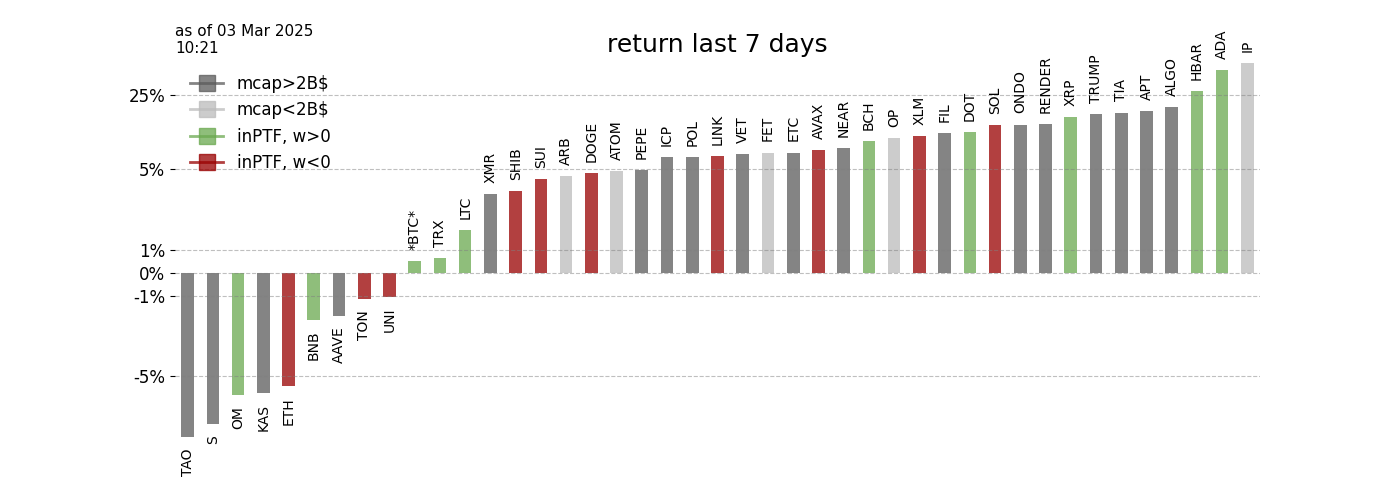 as of 03 Mar 2025
10:21
return last 7 days
mcap>2B$
mcap<2B$
inPTF, w>0
inPTF, w<0
25%
5%
1%
0%
-1%
-5%
TAO
S
OM
KAS
ETH
BNB
AAVE
TON
UNI
*BTC*
TRX
LTC
XMR
SHIB
SUI
ARB
DOGE
ATOM
PEPE
ICP
POL
LINK
VET
FET
ETC
AVAX
NEAR
BCH
OP
XLM
FIL
DOT
SOL
ONDO
RENDER
XRP
TRUMP
TIA
APT
ALGO
HBAR
ADA
IP